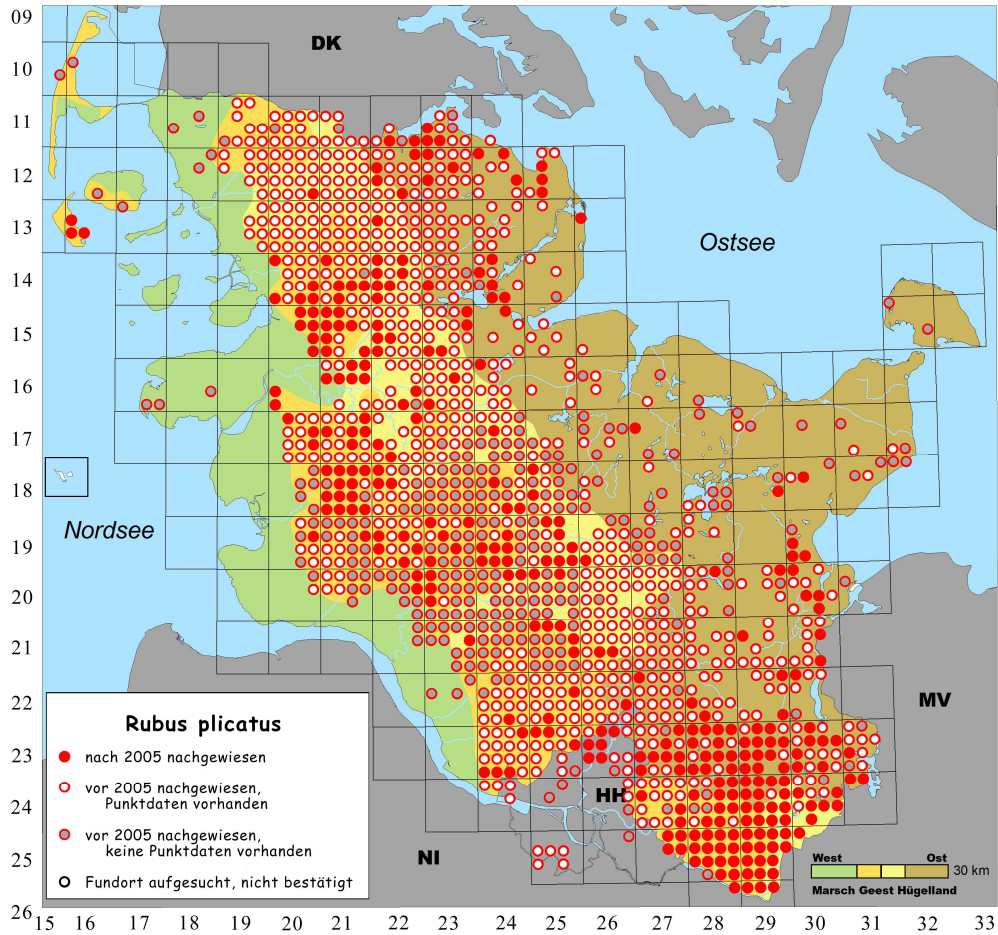 09
DK
10
11
12
13
Ostsee
14
15
16
17
18
Nordsee
19
20
21
MV
22
Rubus plicatus
nach 2005 nachgewiesen
23
vor 2005 nachgewiesen,
Punktdaten vorhanden
HH
24
vor 2005 nachgewiesen,
keine Punktdaten vorhanden
NI
25
West Ost
30 km
Fundort aufgesucht, nicht bestätigt
Marsch Geest Hügelland
26
15 16 17 18 19 20 21 22 23 24 25 26 27 28 29 30 31 32 33